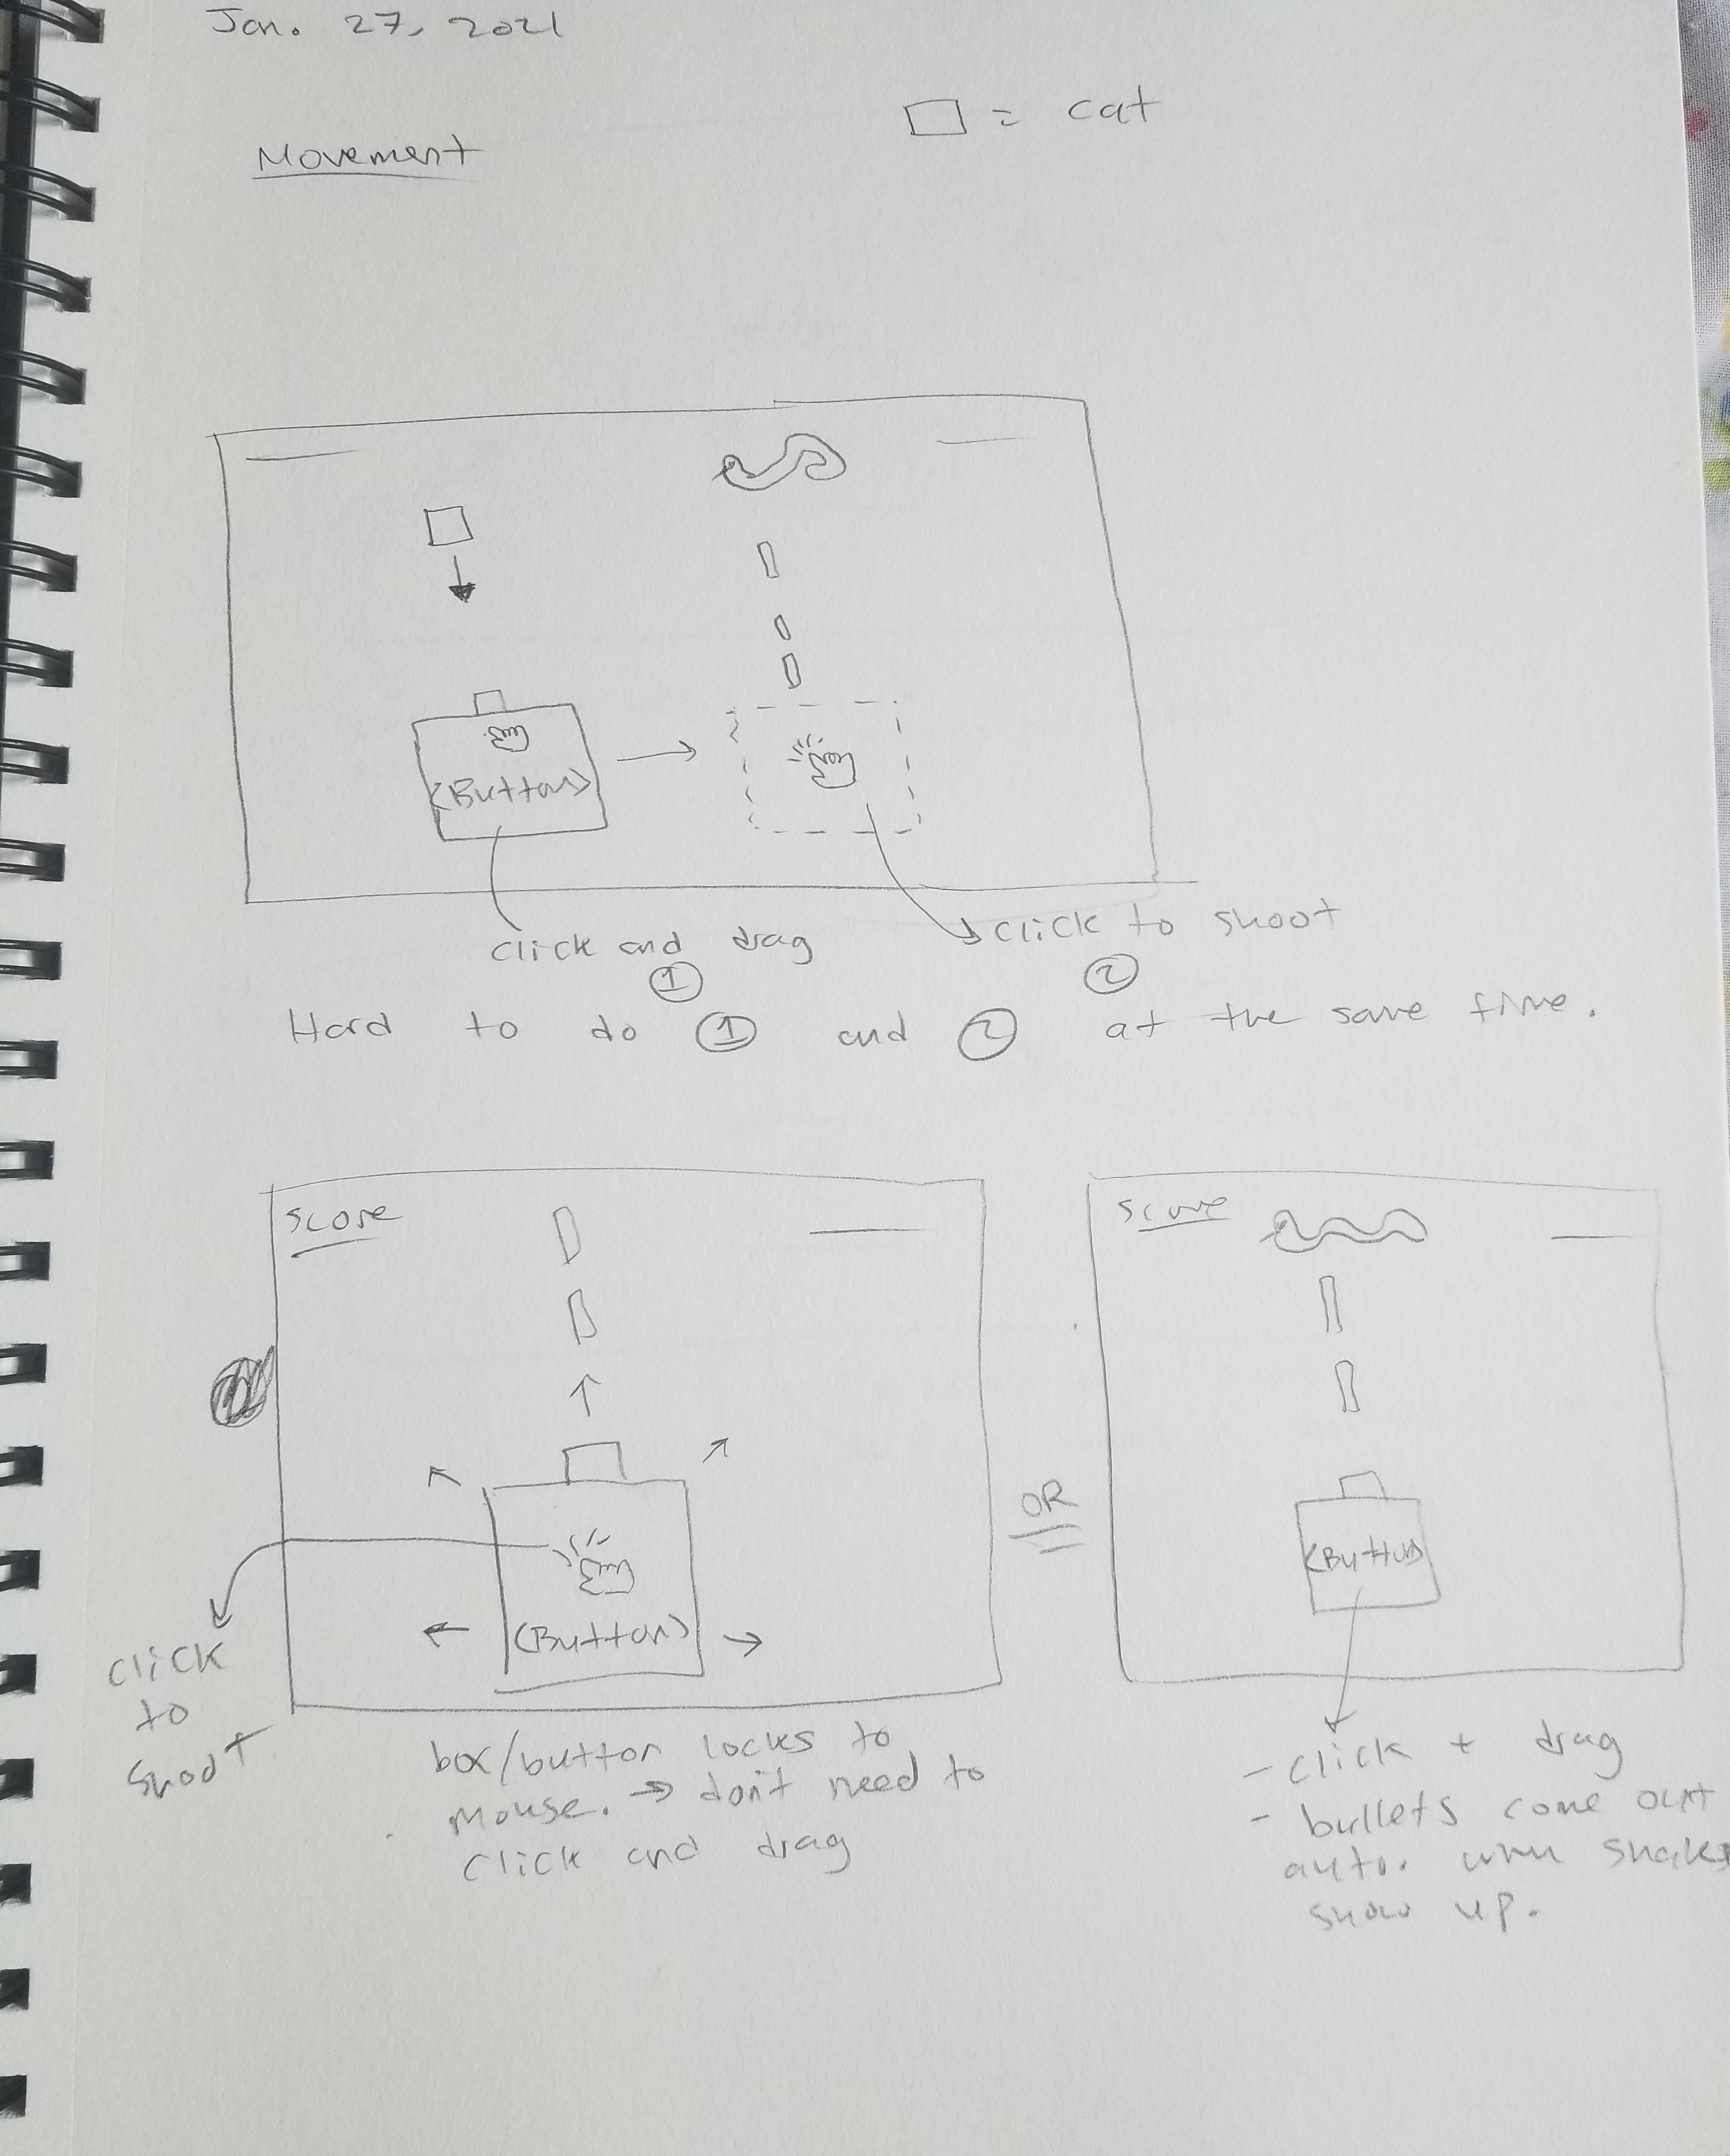 Jan. 27, 2021
□ = cat
Movement
<Button>
click and drag
①
click to shoot
②
Hard to do ① and ② at the same time.
score
<Button>
click
to
shoot
box/button locks to
mouse. → don't need to
click and drag
OR
score
<Button>
- click + drag
- bullets come out
auto. when snakes
show up.